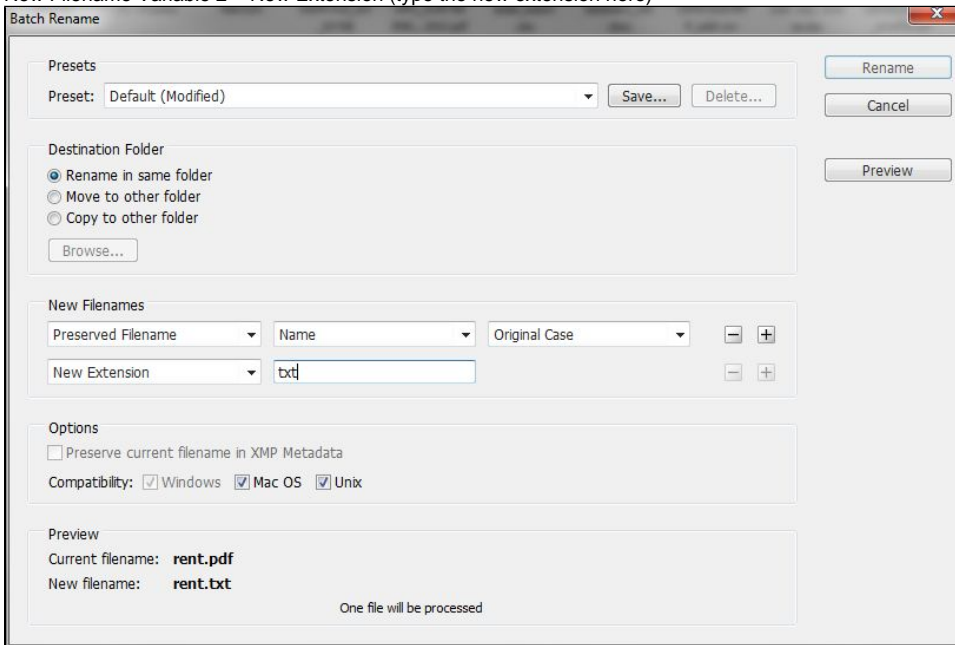 New Filename Variable 2 = New Extension (type the new extension here)
Batch Rename
Presets
Preset: Default (Modified) Save... Delete...
Rename
Cancel
Preview
Destination Folder
Rename in same folder
Move to other folder
Copy to other folder
Browse...
New Filenames
Preserved Filename Name Original Case
New Extension txt
Options
Preserve current filename in XMP Metadata
Compatibility: Windows Mac OS Unix
Preview
Current filename: rent.pdf
New filename: rent.txt
One file will be processed